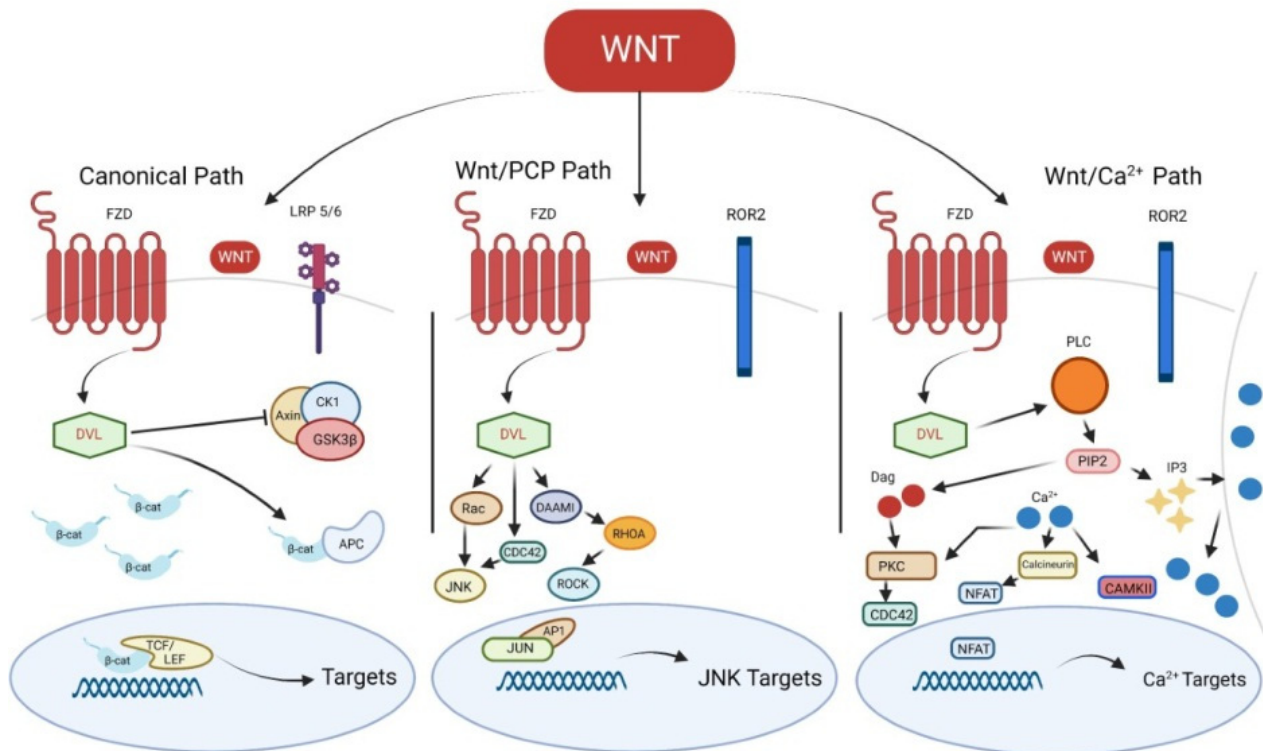 WNT
Canonical Path
FZD
LRP 5/6
WNT
DVL
Axin
CK1
GSK3β
β-cat
β-cat
β-cat
β-cat
APC
β-cat
TCF/
LEF
Targets
Wnt/PCP Path
FZD
ROR2
WNT
DVL
Rac
DAAMI
RHOA
CDC42
JNK
ROCK
AP1
JUN
JNK Targets
Wnt/Ca²⁺ Path
FZD
ROR2
WNT
PLC
DVL
PIP2
Dag
IP3
Ca²⁺
PKC
Calcineurin
NFAT
CAMKII
CDC42
NFAT
Ca²⁺ Targets